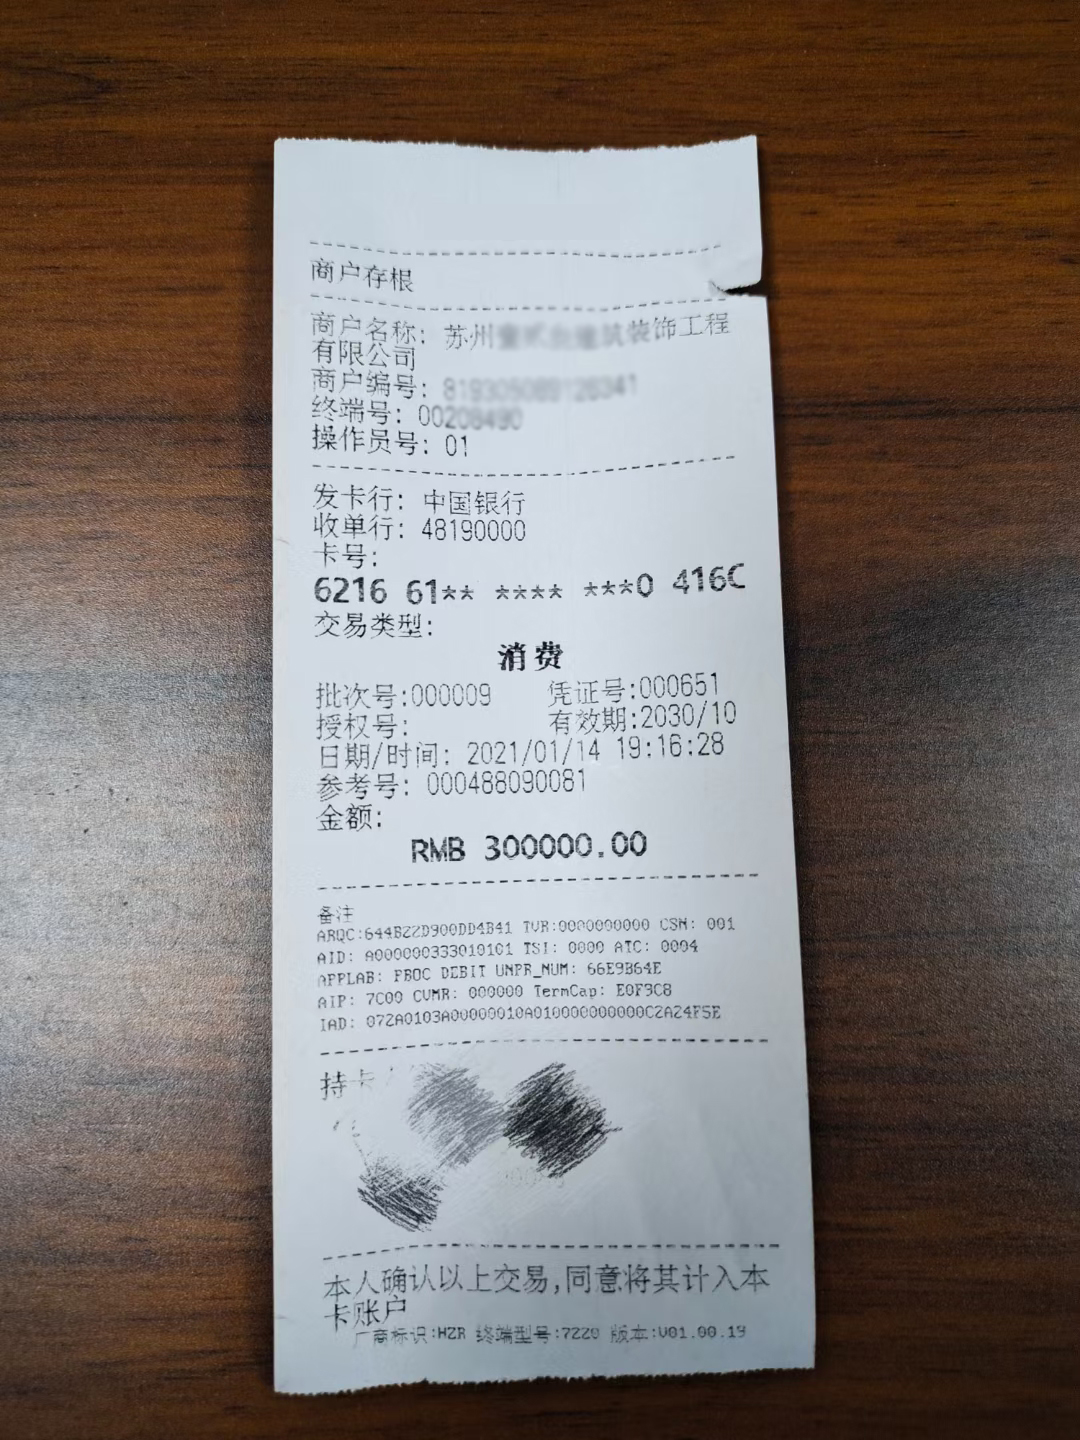 商户存根
商户名称: 苏州 装饰工程
有限公司
商户编号:
终端号: 00208490
操作员号: 01
发卡行: 中国银行
收单行: 48190000
卡号:
6216 61** **** ***0 416C
交易类型:
消费
批次号:000009 凭证号:000651
授权号: 有效期:2030/10
日期/时间: 2021/01/14 19:16:28
参考号: 000488090081
金额:
RMB 300000.00
备注
ARQC:644B22D900DD4B41 TVR:0000000000 CSN: 001
AID: A000000333010101 TSI: 0000 ATC: 0004
APPLAB: PBOC DEBIT UNPR_NUM: 66E9B64E
AIP: 7C00 CVMR: 000000 TermCap: E0F9C8
IAD: 072A0103A00000010A010000000000C2A24F5E
持卡
本人确认以上交易,同意将其计入本
卡账户
厂商标识:HZR 终端型号:7220 版本:V01.00.19